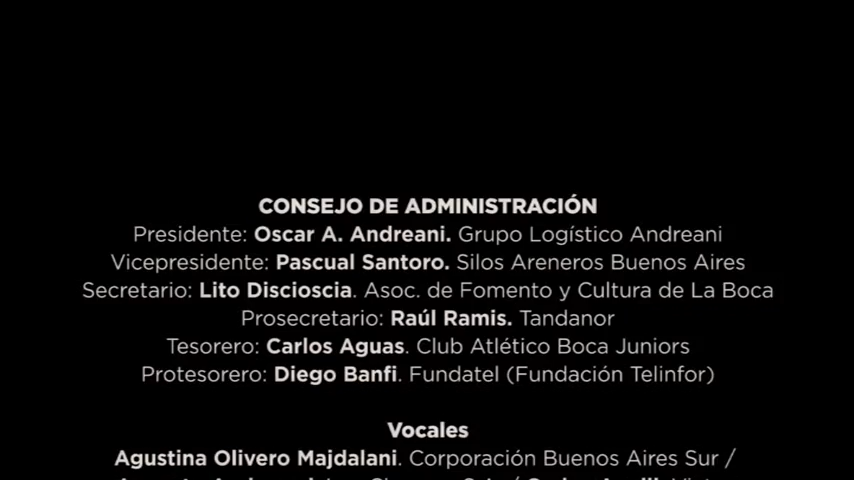 CONSEJO DE ADMINISTRACIÓN
Presidente: Oscar A. Andreani. Grupo Logístico Andreani
Vicepresidente: Pascual Santoro. Silos Areneros Buenos Aires
Secretario: Lito Discioscia. Asoc. de Fomento y Cultura de La Boca
Prosecretario: Raúl Ramis. Tandanor
Tesorero: Carlos Aguas. Club Atlético Boca Juniors
Protesorero: Diego Banfi. Fundatel (Fundación Telinfor)
Vocales
Agustina Olivero Majdalani. Corporación Buenos Aires Sur /